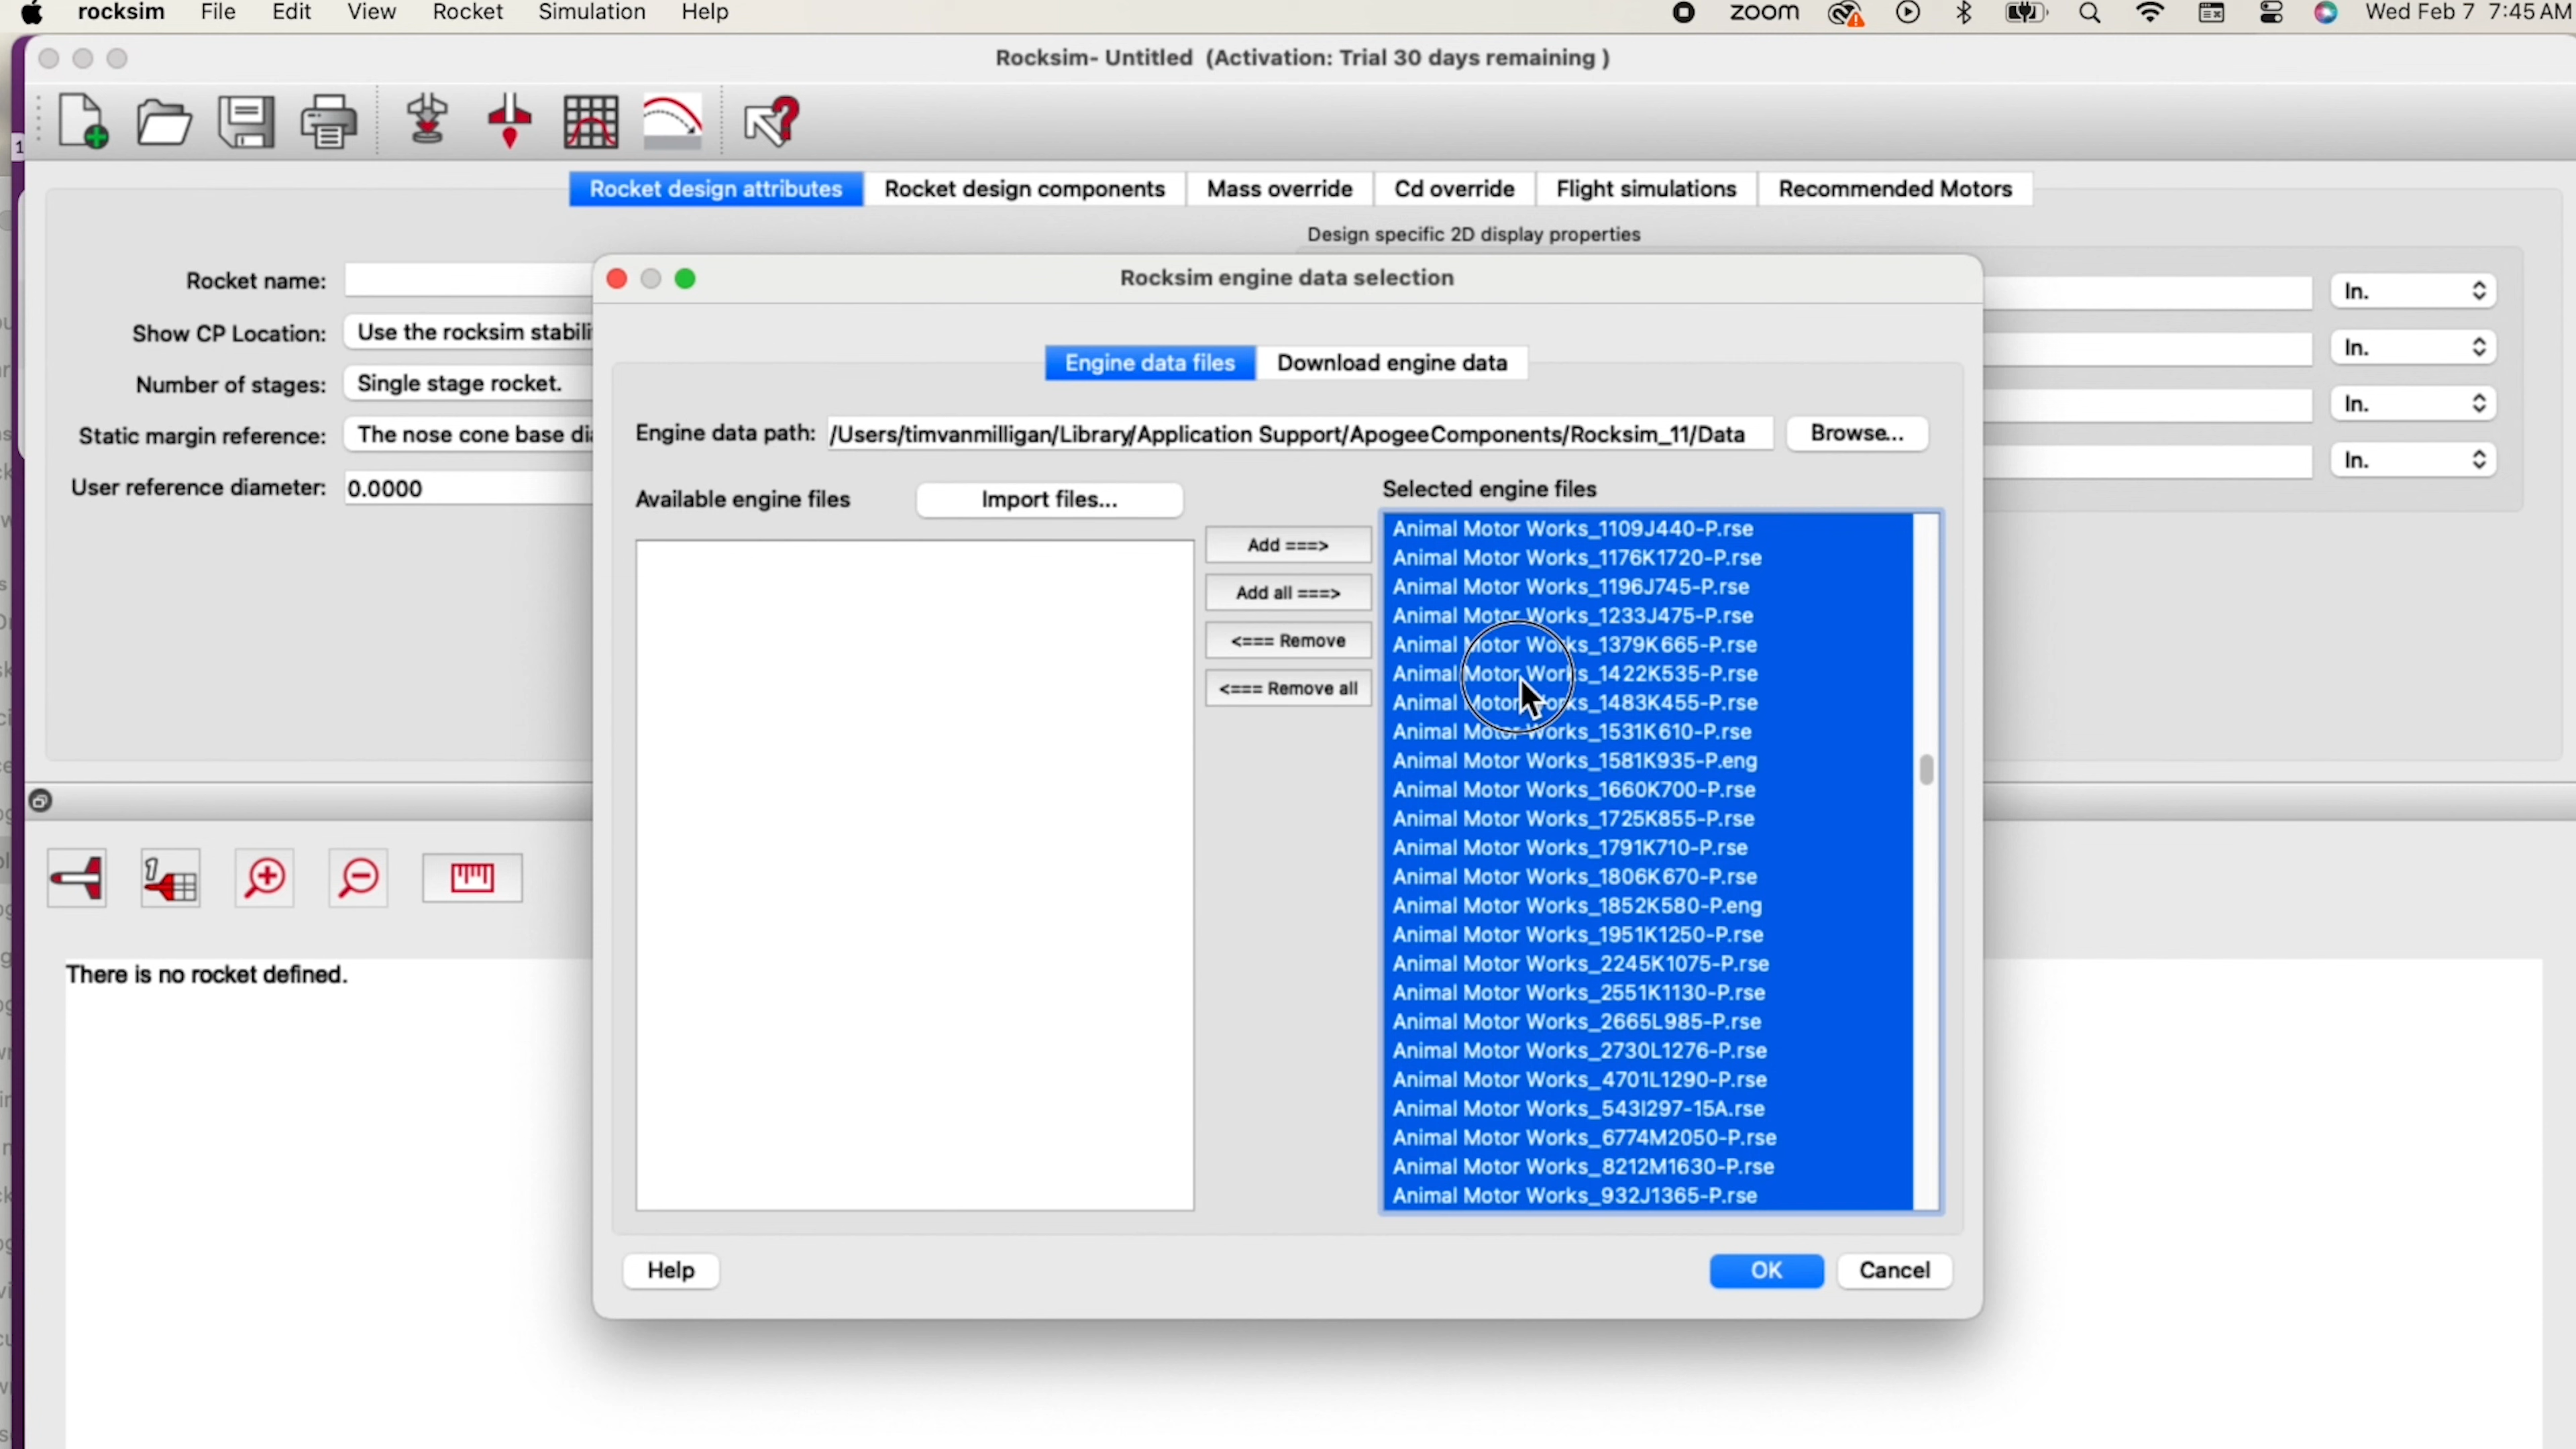 rocksim File Edit View Rocket Simulation Help zoom Wed Feb 7 7:45 AM
Rocksim- Untitled (Activation: Trial 30 days remaining )
Rocket design attributes Rocket design components Mass override Cd override Flight simulations Recommended Motors
Design specific 2D display properties
Rocket name:
Show CP Location: Use the rocksim
Number of stages: Single stage rocket.
Static margin reference: The nose cone base
User reference diameter: 0.0000
In.
In.
In.
In.
Rocksim engine data selection
Engine data files Download engine data
Engine data path: /Users/timvanmilligan/Library/Application Support/ApogeeComponents/Rocksim_11/Data Browse...
Available engine files Import files...
Selected engine files
Add ===>
Add all ===>
<=== Remove
<=== Remove all
Animal Motor Works_1109J440-P.rse
Animal Motor Works_1176K1720-P.rse
Animal Motor Works_1196J745-P.rse
Animal Motor Works_1233J475-P.rse
Animal Motor Works_1379K665-P.rse
Animal Motor Works_1422K535-P.rse
Animal Motor Works_1483K455-P.rse
Animal Motor Works_1531K610-P.rse
Animal Motor Works_1581K935-P.eng
Animal Motor Works_1660K700-P.rse
Animal Motor Works_1725K855-P.rse
Animal Motor Works_1791K710-P.rse
Animal Motor Works_1806K670-P.rse
Animal Motor Works_1852K580-P.eng
Animal Motor Works_1951K1250-P.rse
Animal Motor Works_2245K1075-P.rse
Animal Motor Works_2551K1130-P.rse
Animal Motor Works_2665L985-P.rse
Animal Motor Works_2730L1276-P.rse
Animal Motor Works_4701L1290-P.rse
Animal Motor Works_543I297-15A.rse
Animal Motor Works_6774M2050-P.rse
Animal Motor Works_8212M1630-P.rse
Animal Motor Works_932J1365-P.rse
Help OK Cancel
There is no rocket defined.